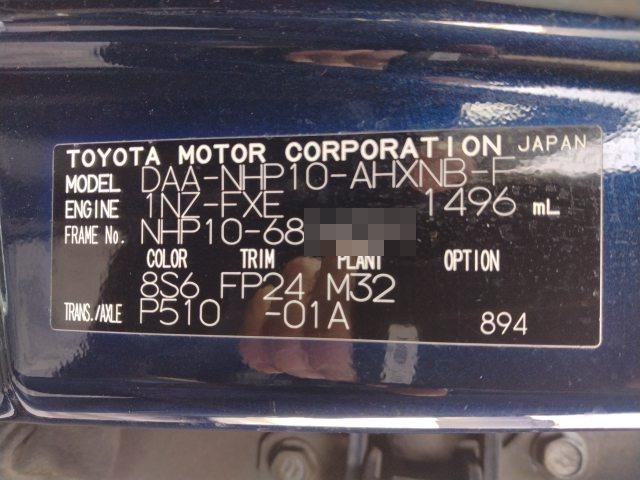 TOYOTA MOTOR CORPORATION JAPAN
MODEL DAA-NHP10-AHXNB-F
ENGINE 1NZ-FXE 1496 mL
FRAME No. NHP10-68
COLOR TRIM PLANT OPTION
8S6 FP24 M32
TRANS./AXLE P510 -01A 894